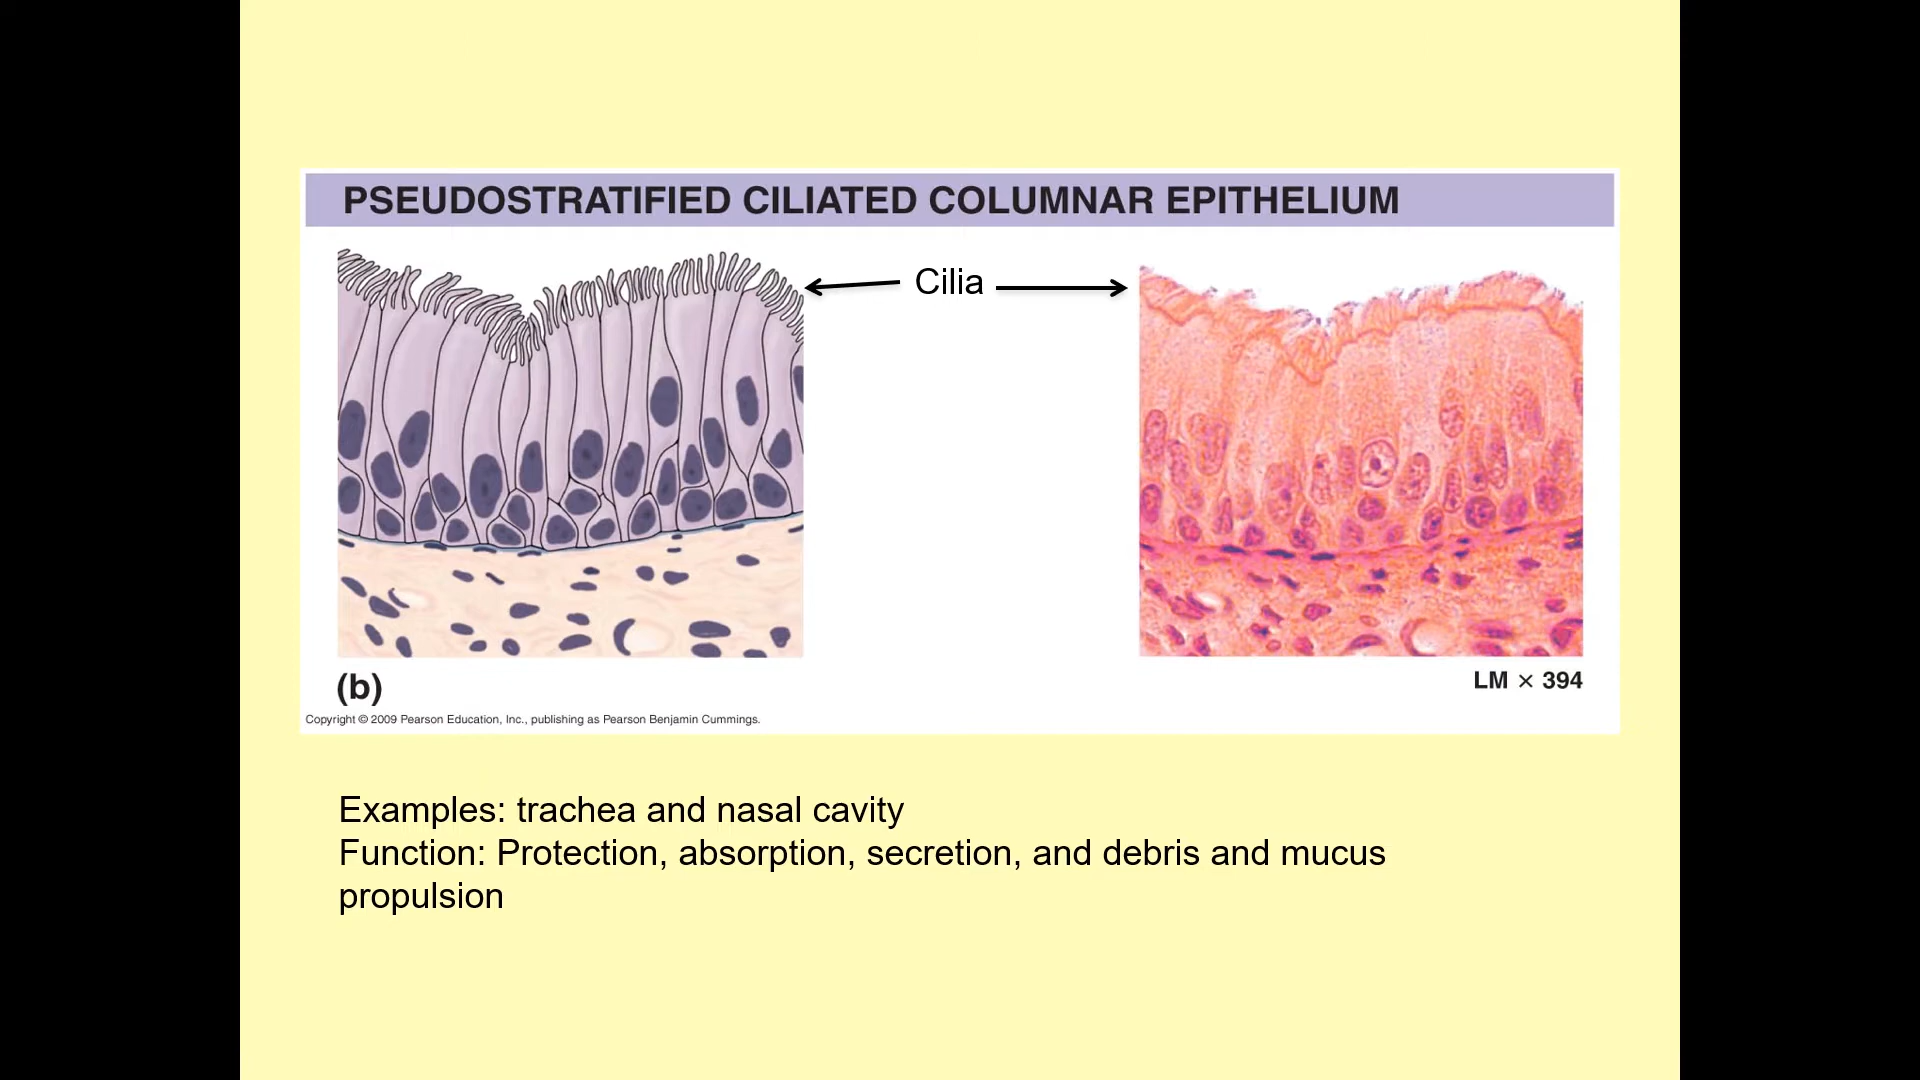 PSEUDOSTRATIFIED CILIATED COLUMNAR EPITHELIUM
Cilia
(b)
LM × 394
Copyright © 2009 Pearson Education, Inc., publishing as Pearson Benjamin Cummings.
Examples: trachea and nasal cavity
Function: Protection, absorption, secretion, and debris and mucus
propulsion